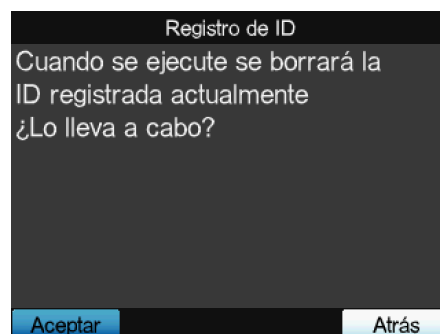 Registro de ID
Cuando se ejecute se borrará la
ID registrada actualmente
¿Lo lleva a cabo?
Aceptar Atrás